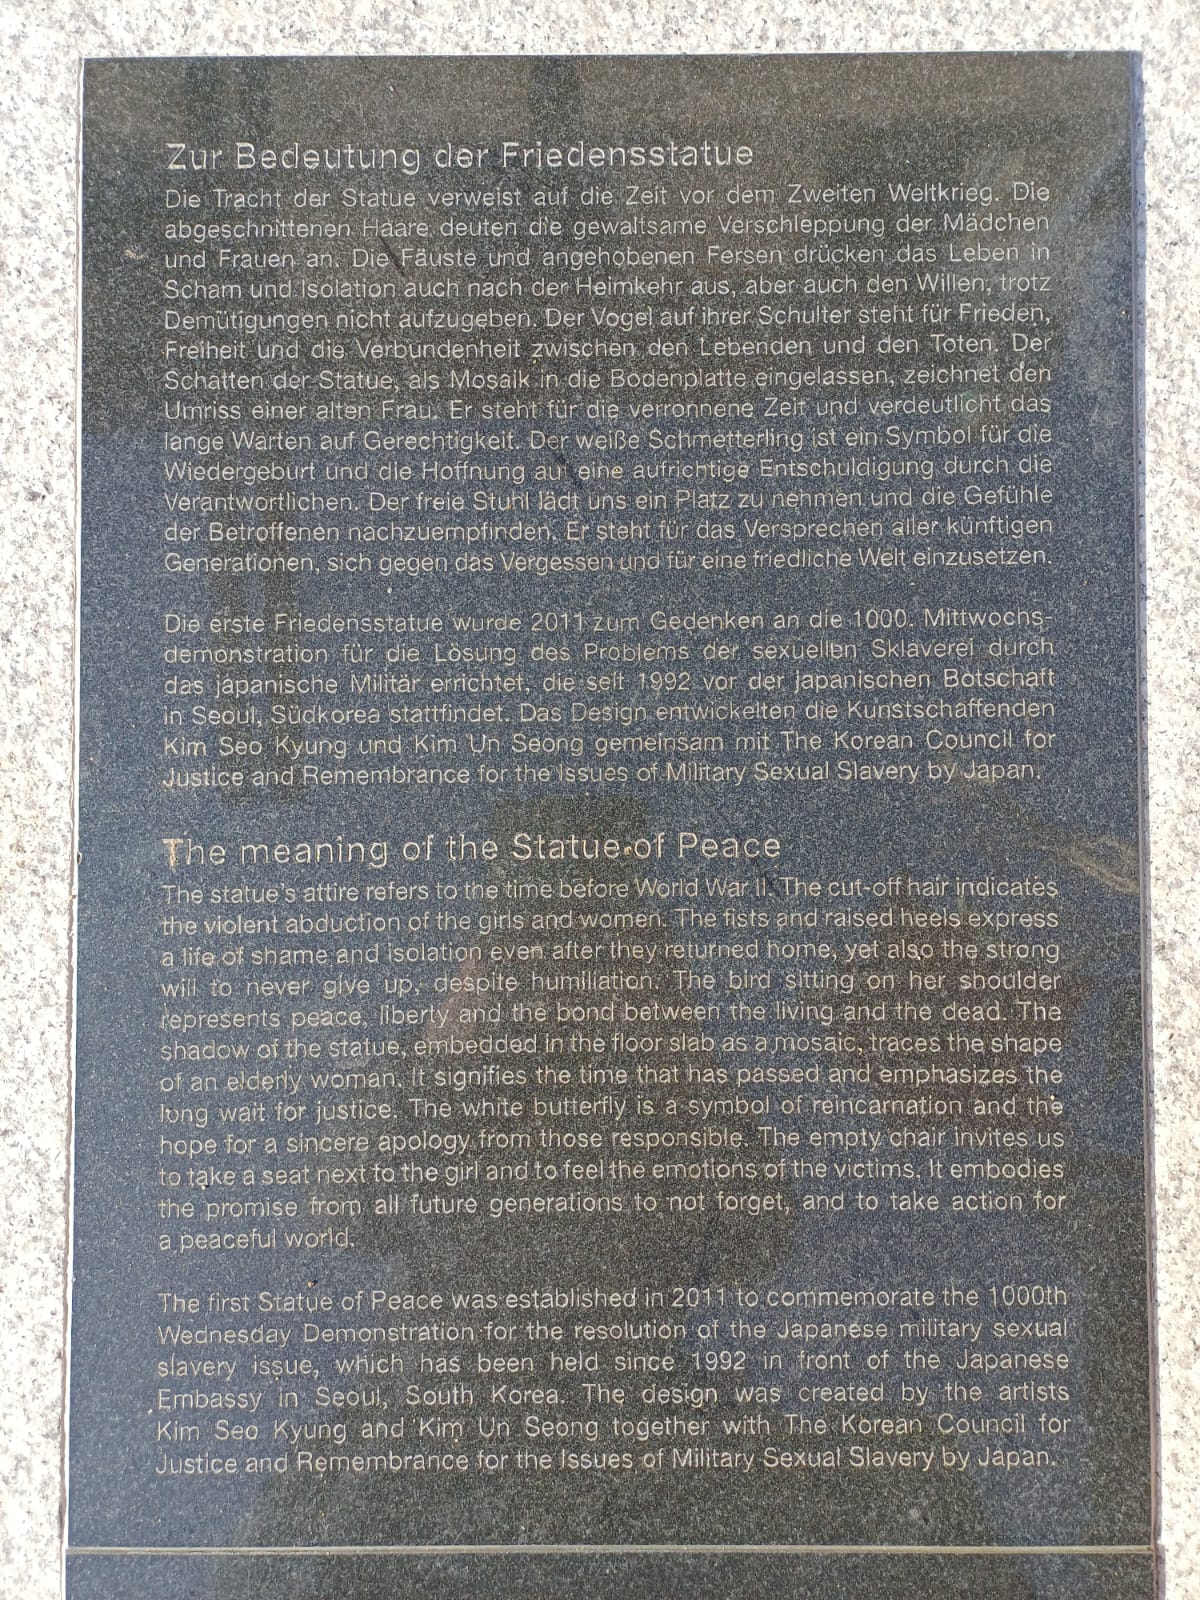 Zur Bedeutung der Friedensstatue
Die Tracht der Statue verweist auf die Zeit vor dem Zweiten Weltkrieg. Die
abgeschnittenen Haare deuten die gewaltsame Verschleppung der Mädchen
und Frauen an. Die Fäuste und angehobenen Fersen drücken das Leben in
Scham und Isolation auch nach der Heimkehr aus, aber auch den Willen, trotz
Demütigungen nicht aufzugeben. Der Vogel auf ihrer Schulter steht für Frieden,
Freiheit und die Verbundenheit zwischen den Lebenden und den Toten. Der
Schatten der Statue, als Mosaik in die Bodenplatte eingelassen, zeichnet den
Umriss einer alten Frau. Er steht für die verronnene Zeit und verdeutlicht das
lange Warten auf Gerechtigkeit. Der weiße Schmetterling ist ein Symbol für die
Wiedergeburt und die Hoffnung auf eine aufrichtige Entschuldigung durch die
Verantwortlichen. Der freie Stuhl lädt uns ein Platz zu nehmen und die Gefühle
der Betroffenen nachzuempfinden. Er steht für das Versprechen aller künftigen
Generationen, sich gegen das Vergessen und für eine friedliche Welt einzusetzen.
Die erste Friedensstatue wurde 2011 zum Gedenken an die 1000. Mittwochs-
demonstration für die Lösung des Problems der sexuellen Sklaverei durch
das japanische Militär errichtet, die seit 1992 vor der japanischen Botschaft
in Seoul, Südkorea stattfindet. Das Design entwickelten die Kunstschaffenden
Kim Seo Kyung und Kim Un Seong gemeinsam mit The Korean Council for
Justice and Remembrance for the Issues of Military Sexual Slavery by Japan.
The meaning of the Statue of Peace
The statue's attire refers to the time before World War II. The cut-off hair indicates
the violent abduction of the girls and women. The fists and raised heels express
a life of shame and isolation even after they returned home, yet also the strong
will to never give up, despite humiliation. The bird sitting on her shoulder
represents peace, liberty and the bond between the living and the dead. The
shadow of the statue, embedded in the floor slab as a mosaic, traces the shape
of an elderly woman. It signifies the time that has passed and emphasizes the
long wait for justice. The white butterfly is a symbol of reincarnation and the
hope for a sincere apology from those responsible. The empty chair invites us
to take a seat next to the girl and to feel the emotions of the victims. It embodies
the promise from all future generations to not forget, and to take action for
a peaceful world.
The first Statue of Peace was established in 2011 to commemorate the 1000th
Wednesday Demonstration for the resolution of the Japanese military sexual
slavery issue, which has been held since 1992 in front of the Japanese
Embassy in Seoul, South Korea. The design was created by the artists
Kim Seo Kyung and Kim Un Seong together with The Korean Council for
Justice and Remembrance for the Issues of Military Sexual Slavery by Japan.